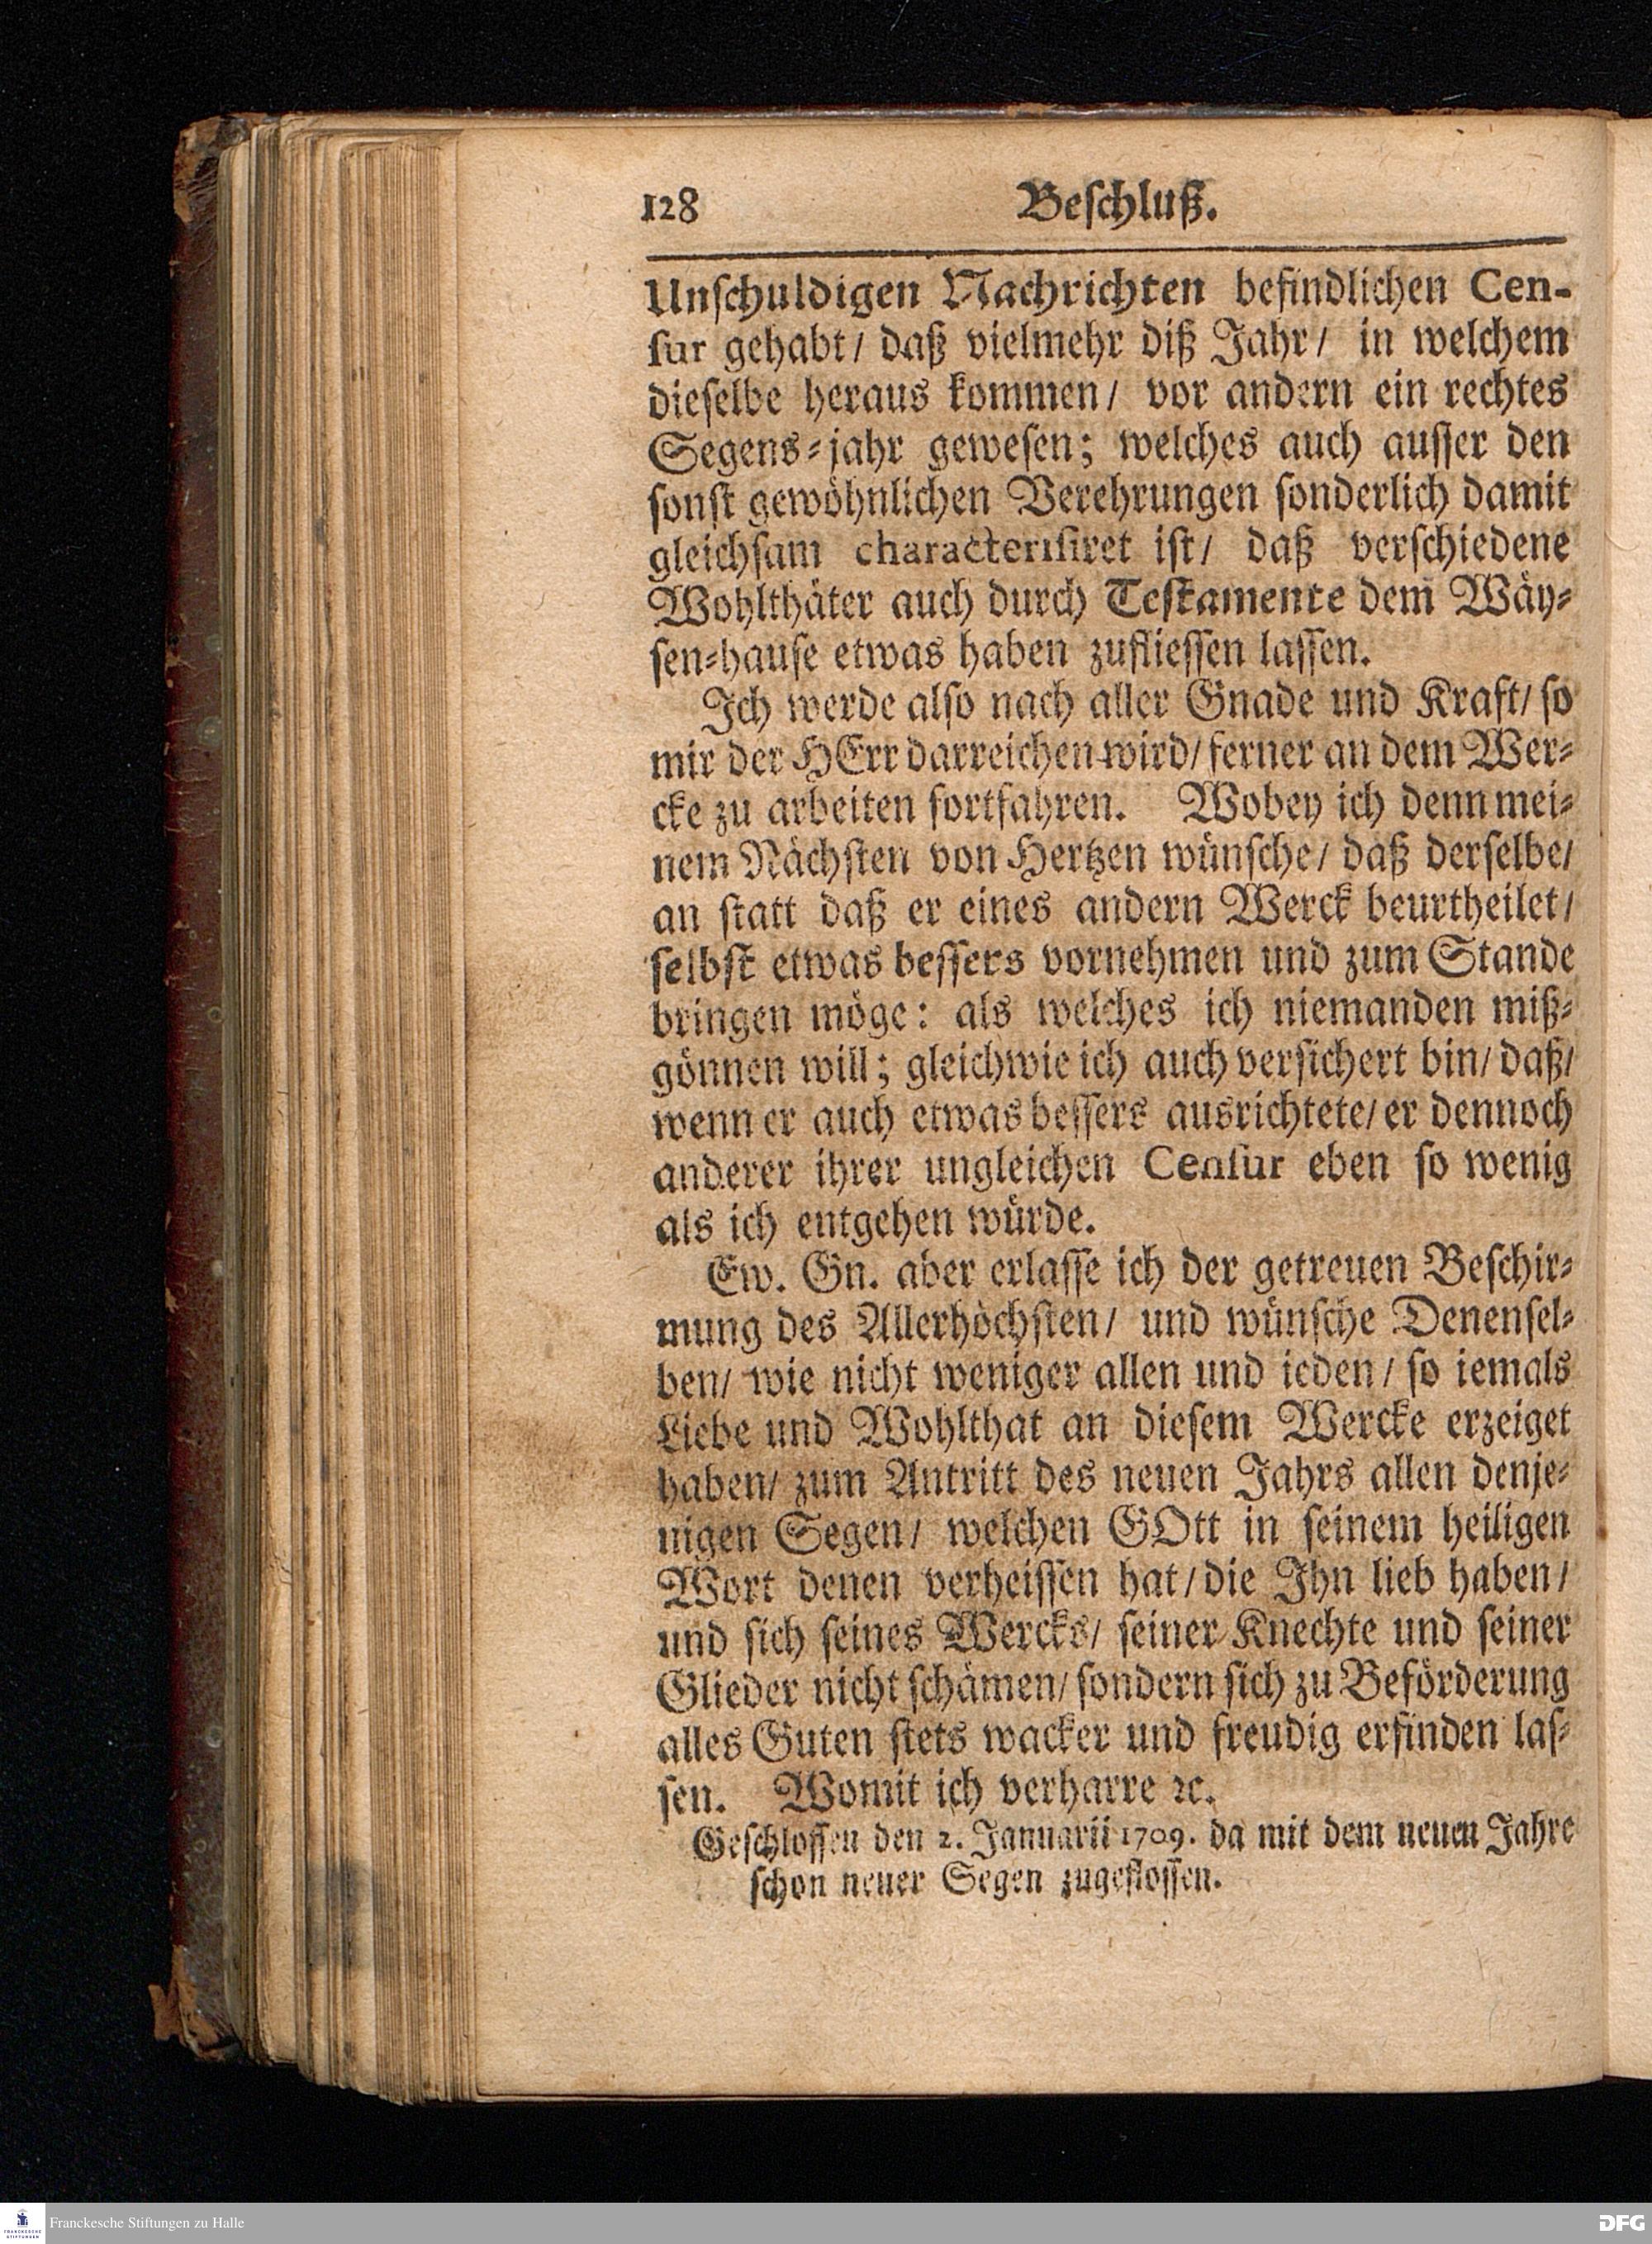 128 Beſchluß.
Unſchuldigen Nachrichten befindlichen Cen-
ſur gehabt/ daß vielmehr diß Jahr/ in welchem
dieſelbe heraus kommen/ vor andern ein rechtes
Segens-jahr geweſen; welches auch auſſer den
ſonſt gewöhnlichen Verehrungen ſonderlich damit
gleichſam characteriſiret iſt/ daß verſchiedene
Wohlthäter auch durch Teſtamente dem Wäy-
ſen-hauſe etwas haben zuflieſſen laſſen.
Ich werde alſo nach aller Gnade und Kraft/ ſo
mir der HErr darreichen wird/ ferner an dem Wer-
cke zu arbeiten fortfahren. Wobey ich denn mei-
nem Nächſten von Hertzen wünſche/ daß derſelbe/
an ſtatt daß er eines andern Werck beurtheilet/
ſelbſt etwas beſſers vornehmen und zum Stande
bringen möge: als welches ich niemanden miß-
gönnen will; gleichwie ich auch verſichert bin/ daß/
wenn er auch etwas beſſers ausrichtete/ er dennoch
anderer ihrer ungleichen Cenſur eben ſo wenig
als ich entgehen würde.
Ew. Gn. aber erlaſſe ich der getreuen Beſchir-
mung des Allerhöchſten/ und wünſche Denenſel-
ben/ wie nicht weniger allen und ieden/ ſo iemals
Liebe und Wohlthat an dieſem Wercke erzeiget
haben/ zum Antritt des neuen Jahrs allen denje-
nigen Segen/ welchen GOtt in ſeinem heiligen
Wort denen verheiſſen hat/ die Ihn lieb haben/
und ſich ſeines Wercks/ ſeiner Knechte und ſeiner
Glieder nicht ſchämen/ ſondern ſich zu Beförderung
alles Guten ſtets wacker und freudig erfinden laſ-
ſen. Womit ich verharre ꝛc.
Geſchloſſen den 2. Januarii 1709. da mit dem neuen Jahre
ſchon neuer Segen zugefloſſen.
FRANCKESCHE
STIFTUNGEN
Franckesche Stiftungen zu Halle
DFG